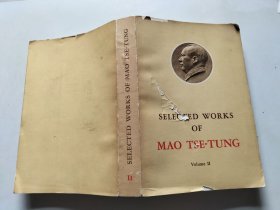 SELECTED WORKS OF MAO TSE-TUNG
II
SELECTED WORKS
OF
MAO TSE-TUNG
Volume II